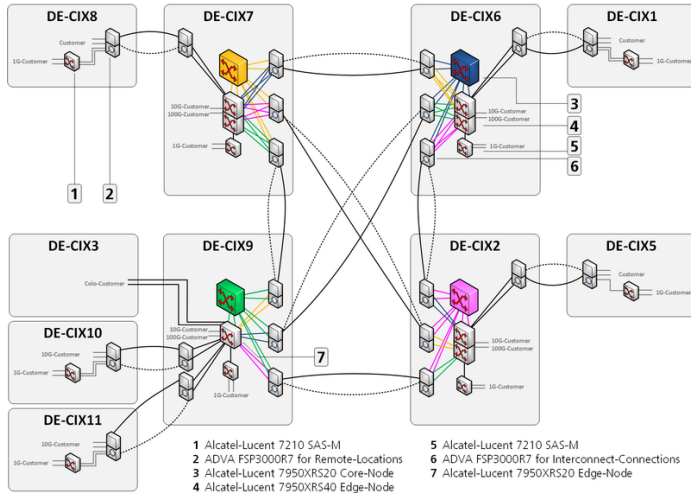 DE-CIX8
DE-CIX7
DE-CIX6
DE-CIX1
Customer
1G-Customer
10G-Customer
100G-Customer
1G-Customer
10G-Customer
100G-Customer
1G-Customer
Customer
1G-Customer
1
2
3
4
5
6
DE-CIX3
DE-CIX9
DE-CIX2
DE-CIX5
Colo-Customer
10G-Customer
100G-Customer
1G-Customer
10G-Customer
100G-Customer
1G-Customer
Customer
1G-Customer
DE-CIX10
10G-Customer
1G-Customer
7
DE-CIX11
10G-Customer
1G-Customer
1 Alcatel-Lucent 7210 SAS-M
2 ADVA FSP3000R7 for Remote-Locations
3 Alcatel-Lucent 7950XRS20 Core-Node
4 Alcatel-Lucent 7950XRS40 Edge-Node
5 Alcatel-Lucent 7210 SAS-M
6 ADVA FSP3000R7 for Interconnect-Connections
7 Alcatel-Lucent 7950XRS20 Edge-Node